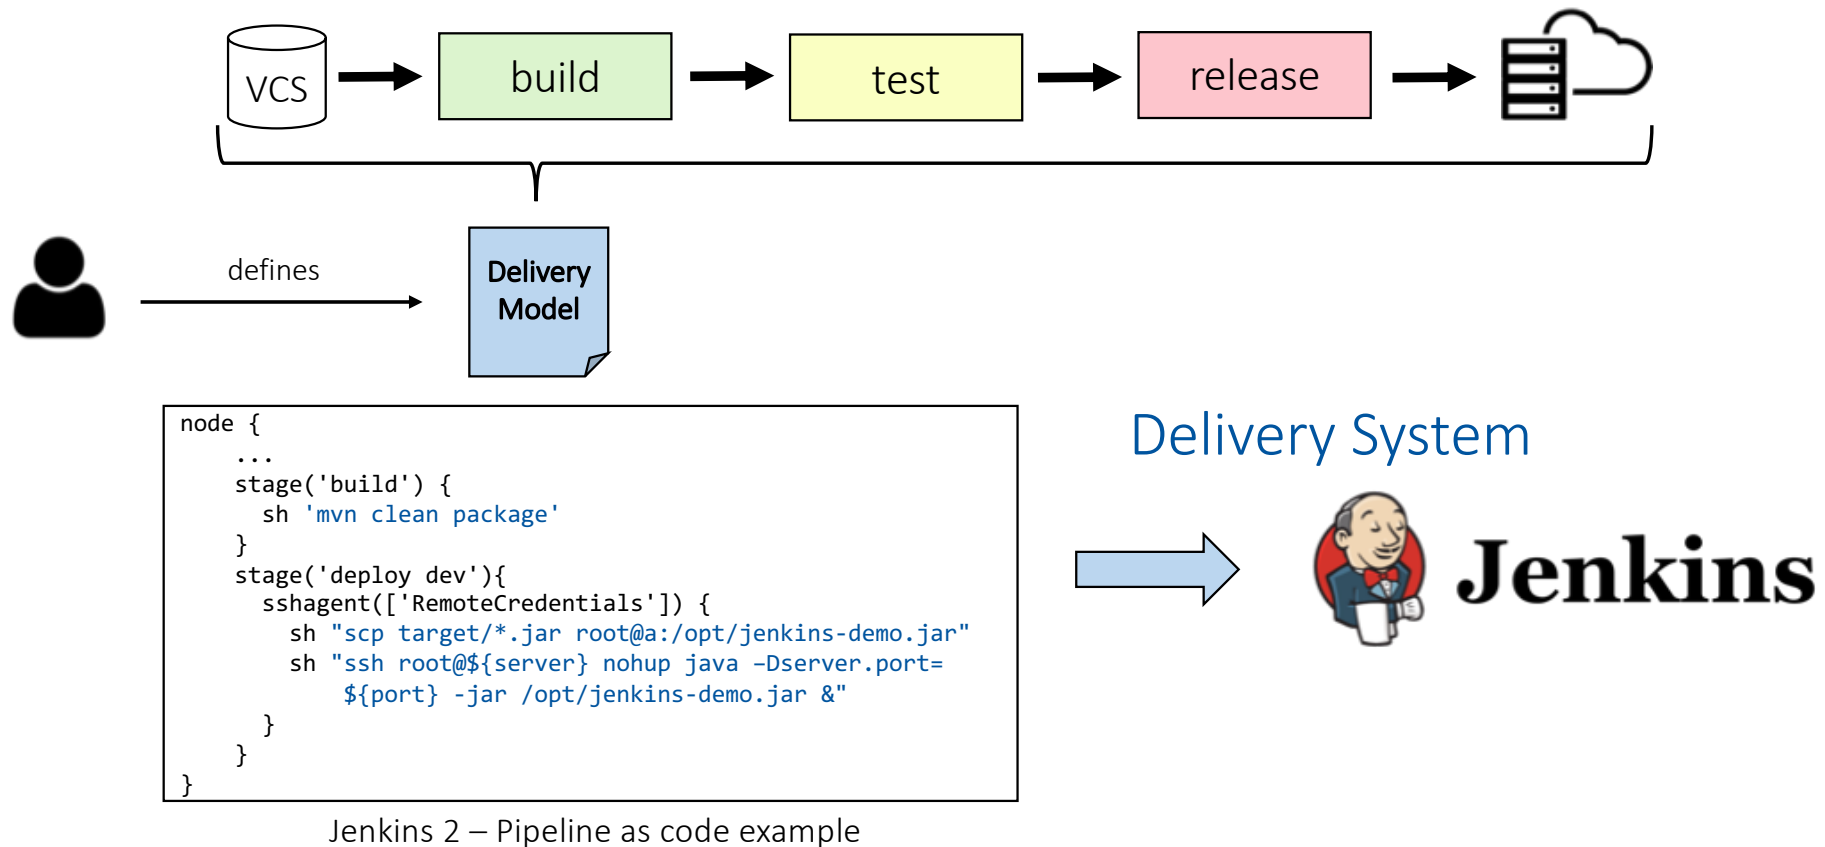 VCS
build
test
release
defines
Delivery
Model
node {
    ...
    stage('build') {
      sh 'mvn clean package'
    }
    stage('deploy dev'){
      sshagent(['RemoteCredentials']) {
        sh "scp target/*.jar root@a:/opt/jenkins-demo.jar"
        sh "ssh root@${server} nohup java –Dserver.port=
            ${port} -jar /opt/jenkins-demo.jar &"
      }
    }
}
Jenkins 2 – Pipeline as code example
Delivery System
Jenkins